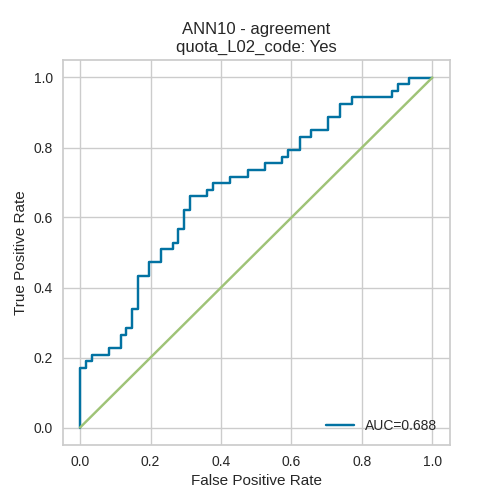 ANN10 - agreement
quota_L02_code: Yes
1.0
0.8
0.6
0.4
0.2
0.0
True Positive Rate
AUC=0.688
0.0 0.2 0.4 0.6 0.8 1.0
False Positive Rate